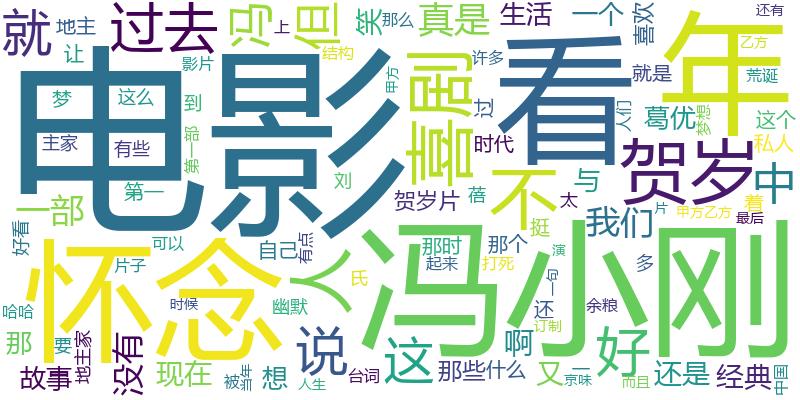 就
地主
过去
冯
但
上
笑
那么
真是
生活
一个
喜欢
还有
乙方
让
影片
结构
甲方
许多
就是
荒诞
电影
看
年
喜剧
梦
这么
到
过
人们
梦想
主家
有些
第一部
葛优
这个
时代
私人
第一
刘
贺岁片
蓓
不
与
太
贺岁
中
一部
我们
着
片
甲方乙方
最后
好看
可以
自己
有点
那时
那个
挺
多
怀念
人
冯小刚
片子
氏
起来
打死
演
一句
哈哈
时候
幽默
还
余粮
订制
那
要
说
这
啊
好
故事
地主家
没有
现在
被
新年
想
人生
台词
那些
什么
又
一
京味
而且
还是
经典
中国